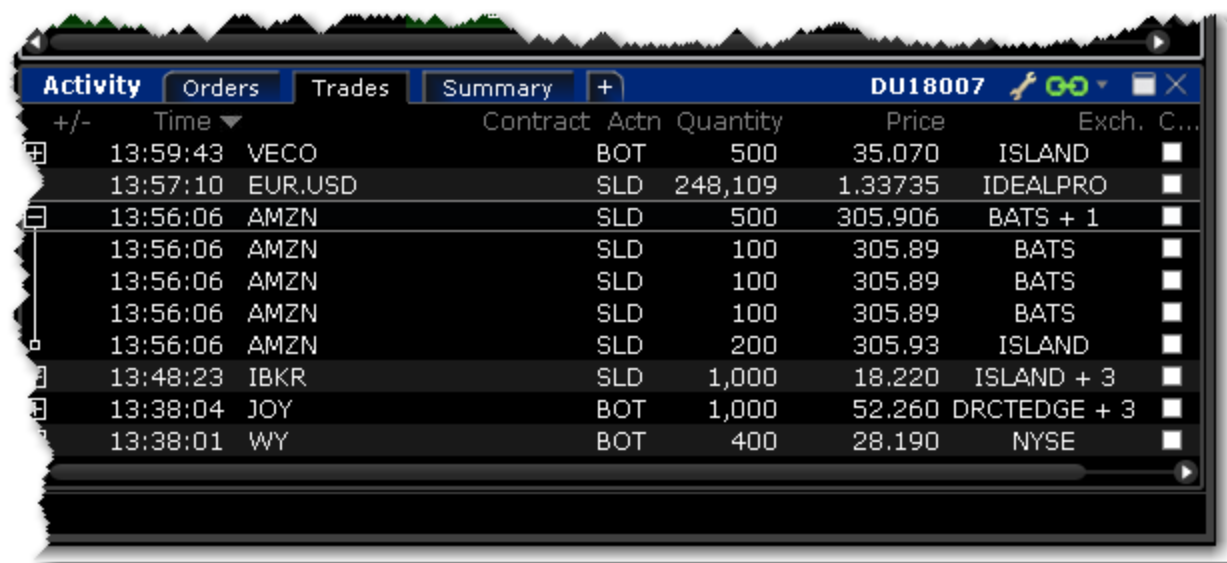 Activity Orders Trades Summary + DU18007
+/- Time Contract Actn Quantity Price Exch. C...
13:59:43 VECO BOT 500 35.070 ISLAND
13:57:10 EUR.USD SLD 248,109 1.33735 IDEALPRO
13:56:06 AMZN SLD 500 305.906 BATS + 1
13:56:06 AMZN SLD 100 305.89 BATS
13:56:06 AMZN SLD 100 305.89 BATS
13:56:06 AMZN SLD 100 305.89 BATS
13:56:06 AMZN SLD 200 305.93 ISLAND
13:48:23 IBKR SLD 1,000 18.220 ISLAND + 3
13:38:04 JOY BOT 1,000 52.260 DRCTEDGE + 3
13:38:01 WY BOT 400 28.190 NYSE